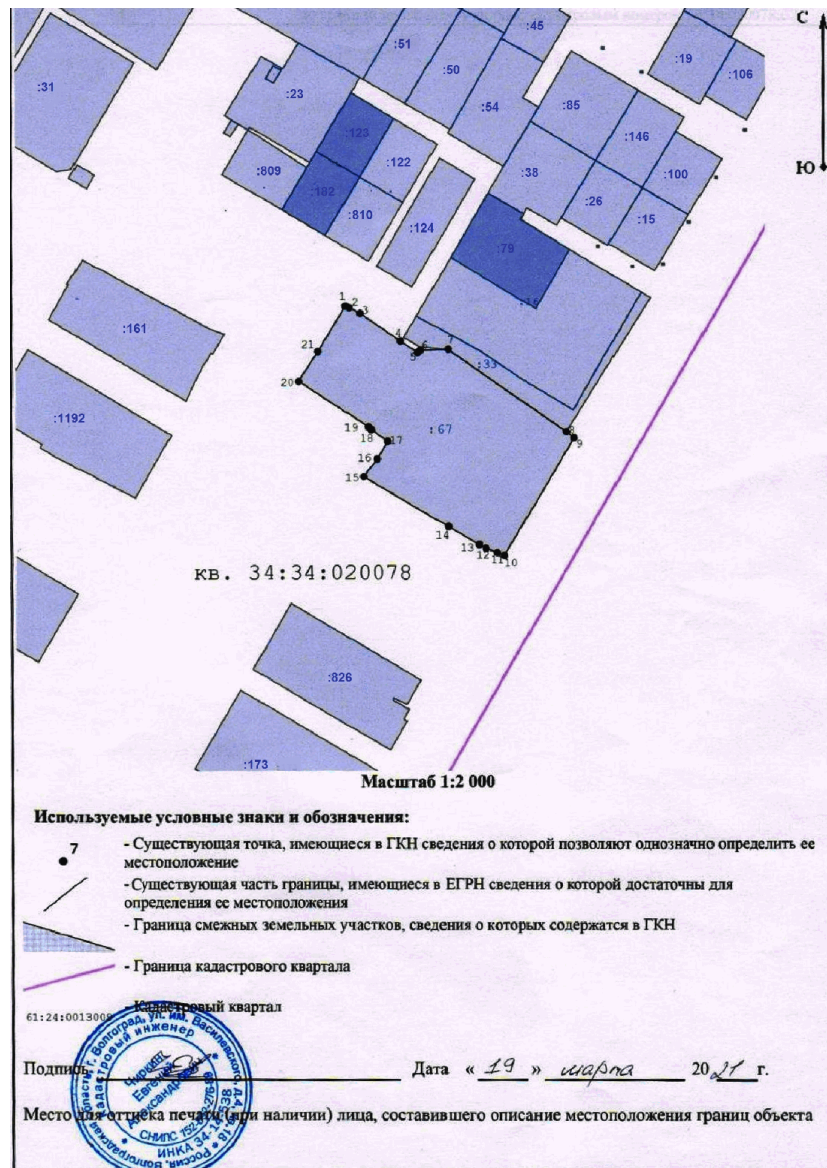 С
:45
:51
:19
:106
:50
:31
:23
:54
:85
:123
:146
:122
:38
:100
:809
:182
:26
:15
:810
:124
:79
:16
1
2
3
:161
4
6
7
5
21
:33
20
:1192
19
18
17
:67
8
9
16
15
14
13
12
11
10
Ю
кв. 34:34:020078
:826
:173
Масштаб 1:2 000
Используемые условные знаки и обозначения:
7
- Существующая точка, имеющиеся в ГКН сведения о которой позволяют однозначно определить ее
местоположение
-Существующая часть границы, имеющиеся в ЕГРН сведения о которой достаточны для
определения ее местоположения
- Граница смежных земельных участков, сведения о которых содержатся в ГКН
- Граница кадастрового квартала
61:24:0013008
- Кадастровый квартал
Подпись
Дата « 19 » марта 2021 г.
Место для оттиска печати (при наличии) лица, составившего описание местоположения границ объекта
кадастровый инженер
Чиркин
Евгений
Александрович